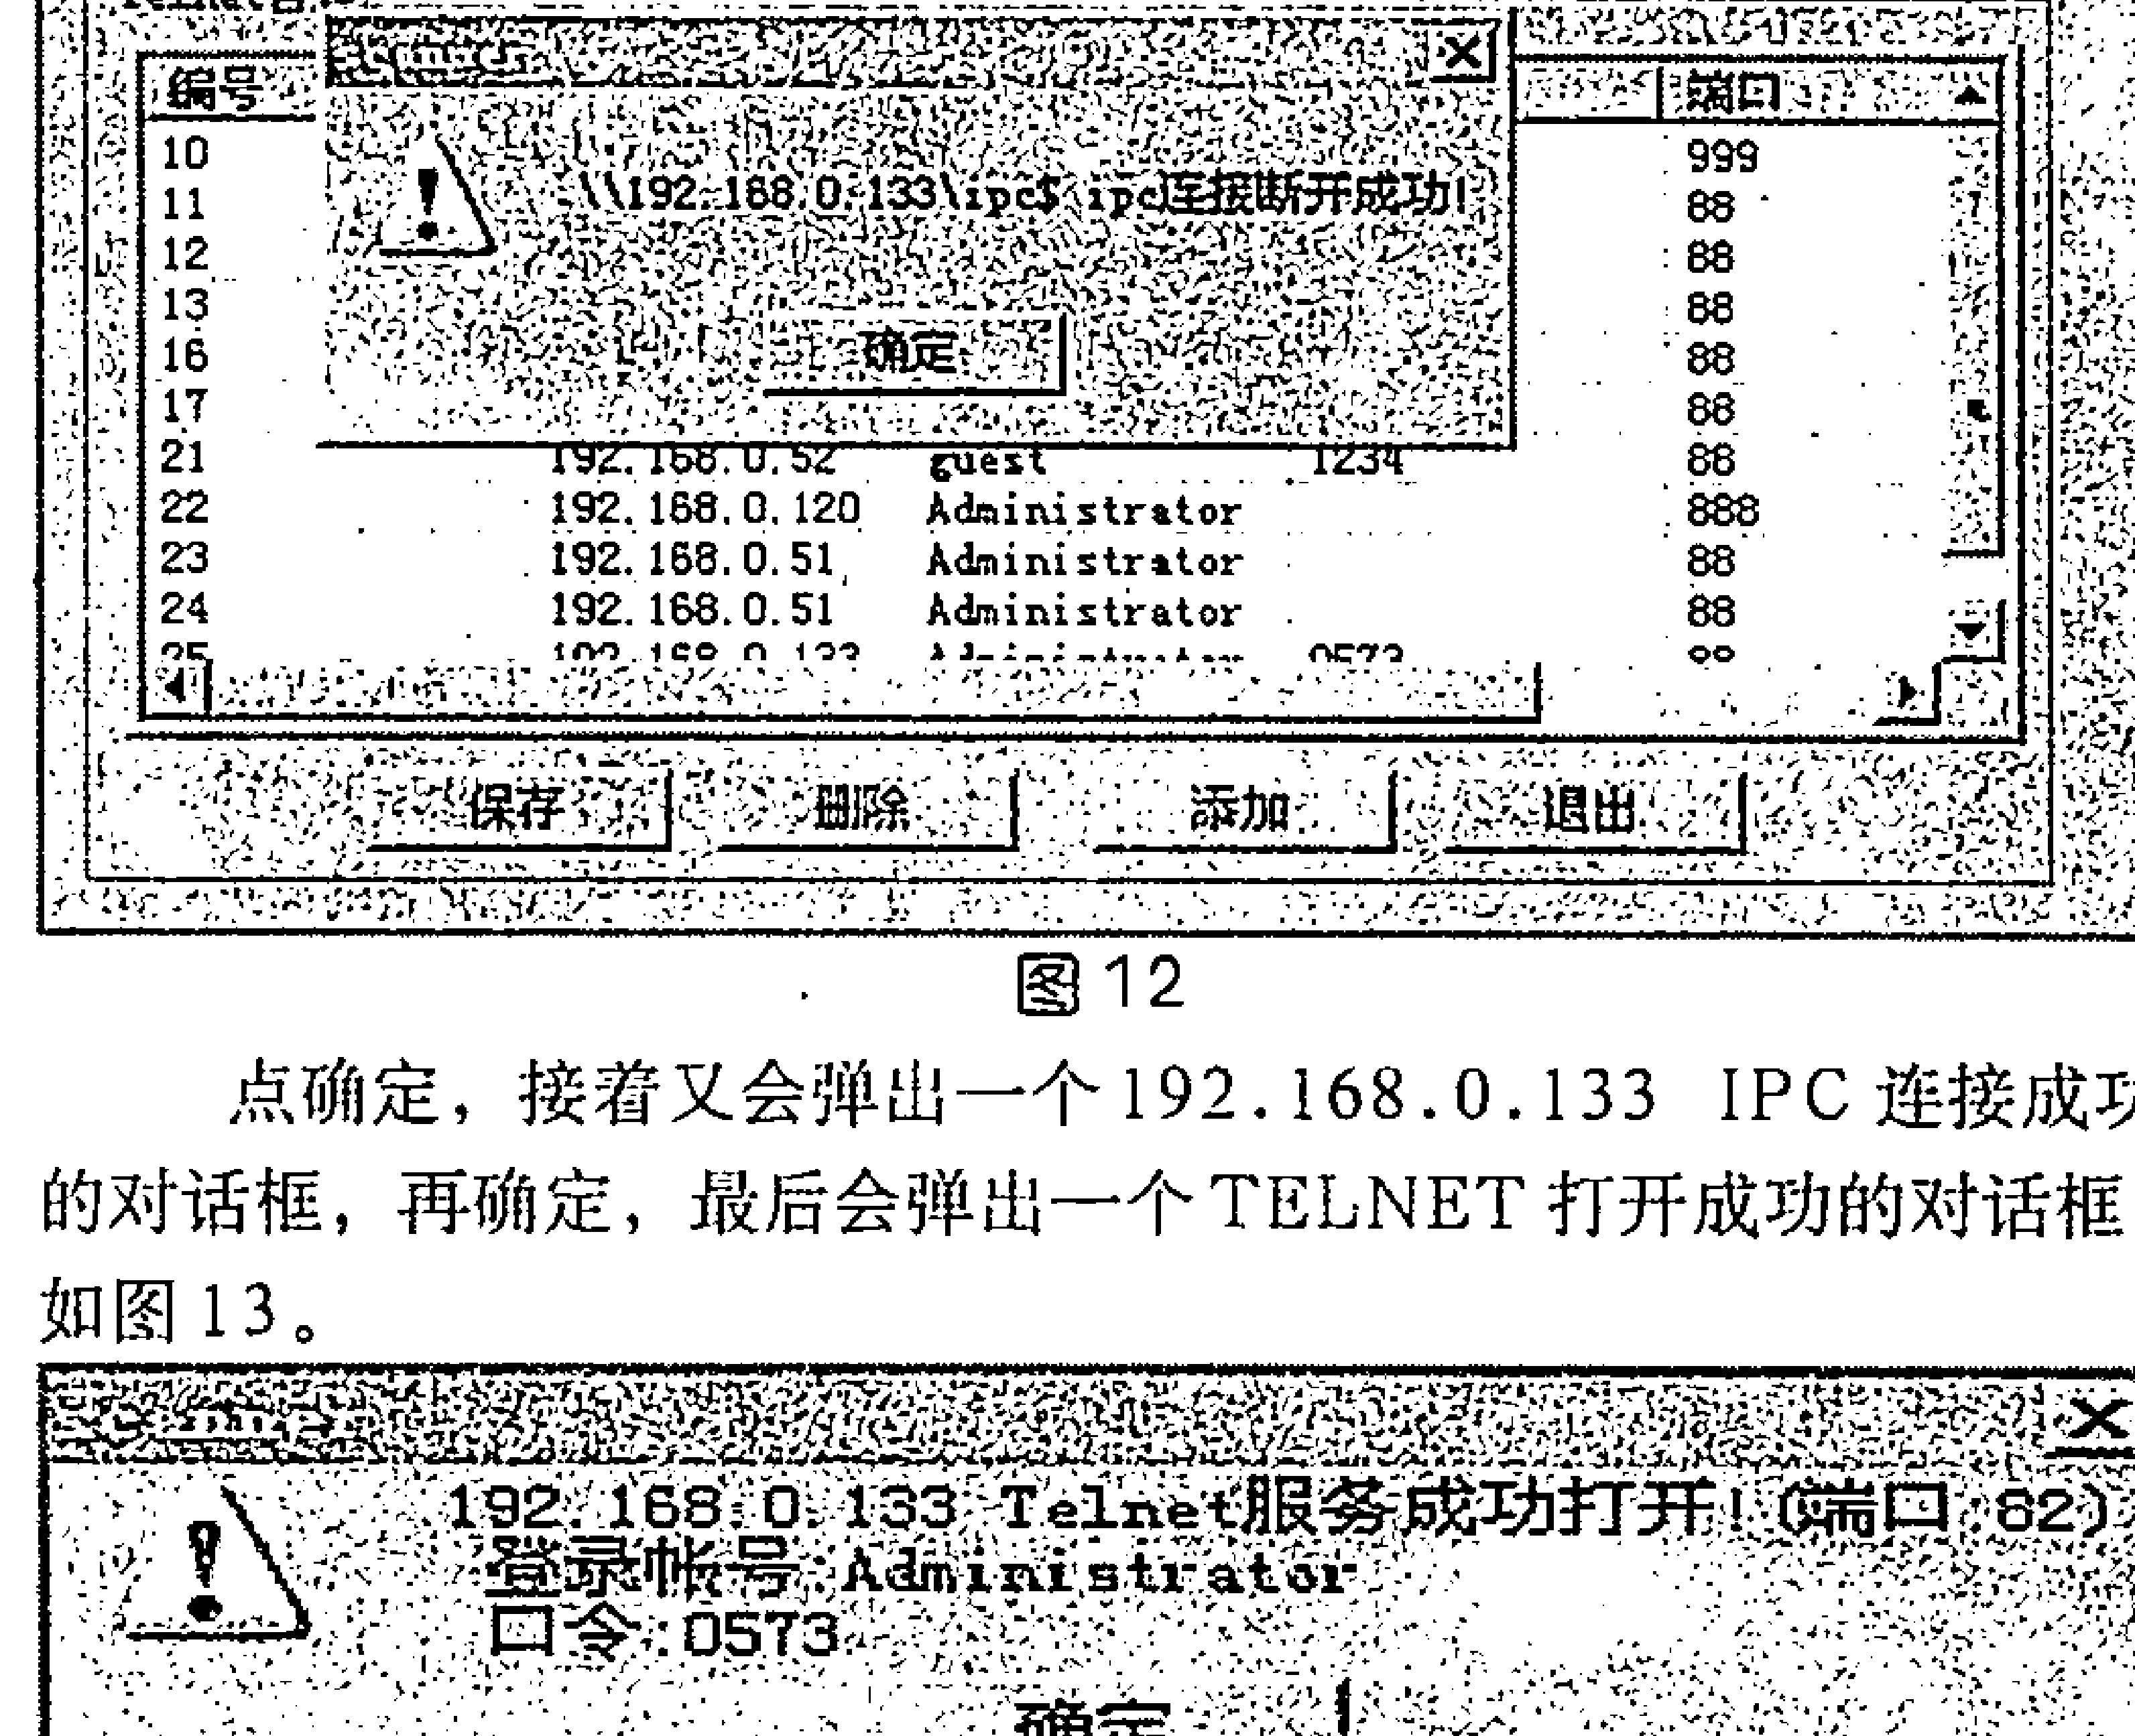 编号
端口
10 999
11 88
\\192.168.0.133\ipc$ ipc连接断开成功!
12 88
13 88
16 88
确定
17 88
21 192.168.0.52 guest 1234 88
22 192.168.0.120 Administrator 888
23 192.168.0.51 Administrator 88
24 192.168.0.51 Administrator 88
保存 删除 添加 退出
图 12
点确定，接着又会弹出一个192.168.0.133 IPC 连接成功
的对话框，再确定，最后会弹出一个TELNET 打开成功的对话框
如图 13。
192.168.0.133 Telnet服务成功打开!(端口:82)
登录帐号:Administrator
口令:0573
确定